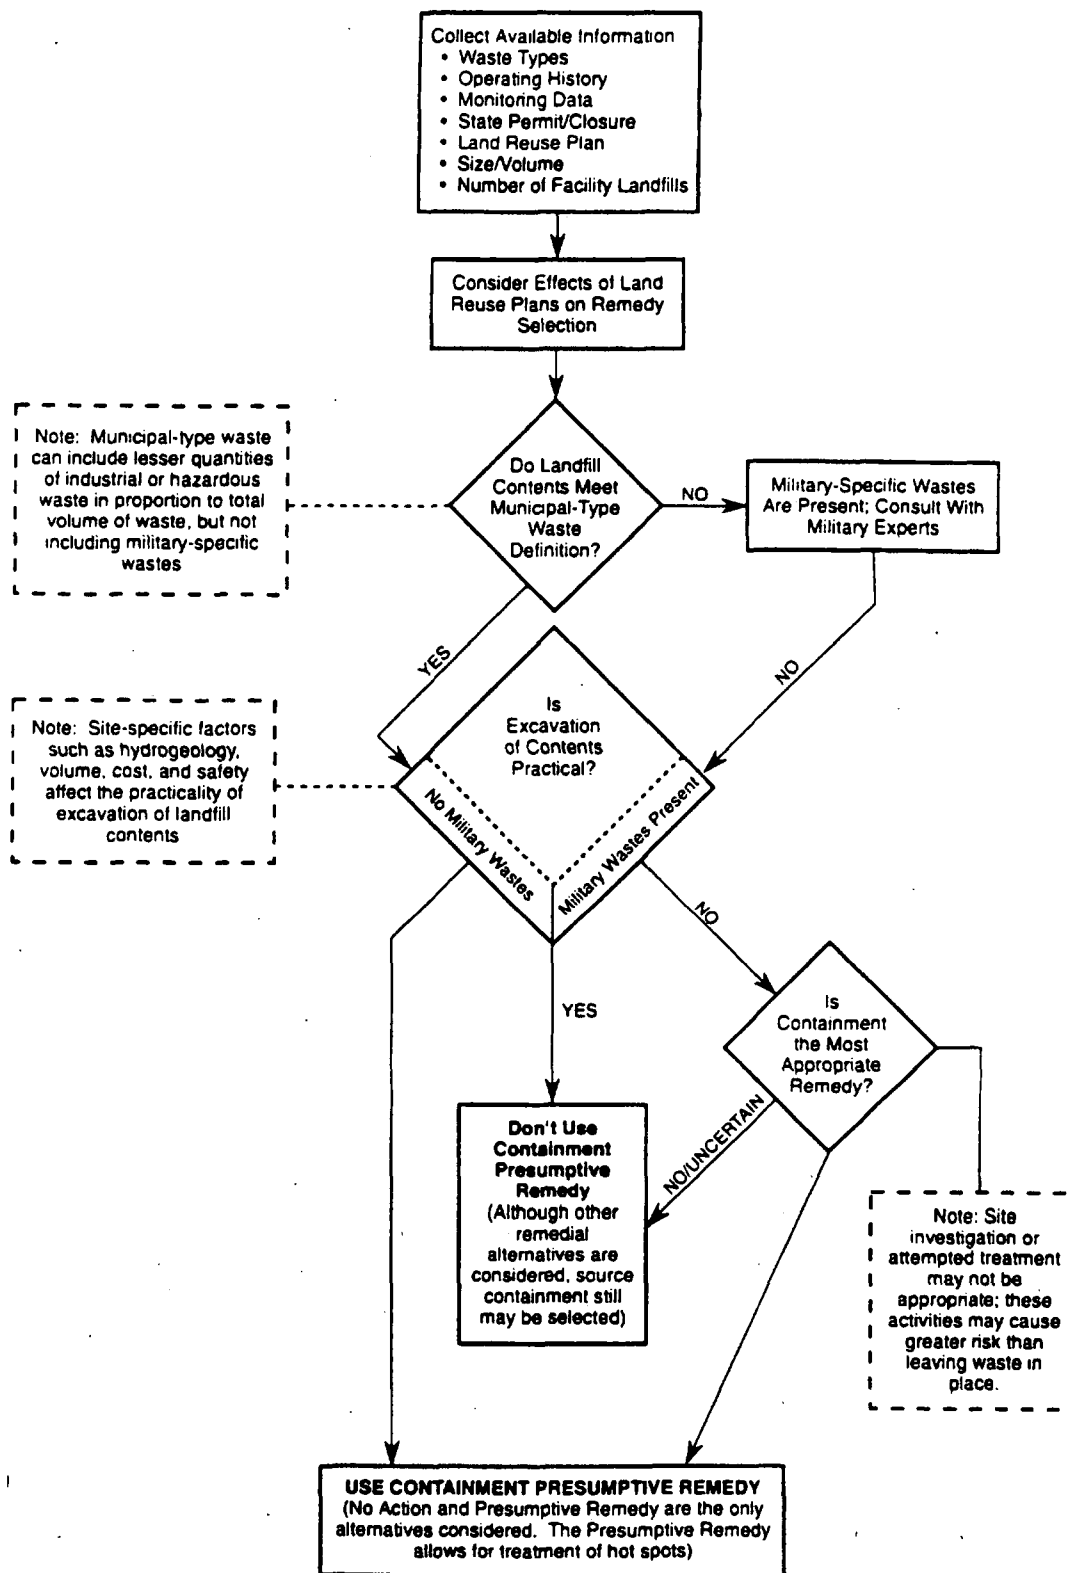 Collect Available Information
• Waste Types
• Operating History
• Monitoring Data
• State Permit/Closure
• Land Reuse Plan
• Size/Volume
• Number of Facility Landfills
Consider Effects of Land
Reuse Plans on Remedy
Selection
Note: Municipal-type waste
can include lesser quantities
of industrial or hazardous
waste in proportion to total
volume of waste, but not
including military-specific
wastes
Do Landfill
Contents Meet
Municipal-Type
Waste
Definition?
NO
Military-Specific Wastes
Are Present; Consult With
Military Experts
YES
NO
Note: Site-specific factors
such as hydrogeology,
volume, cost, and safety
affect the practicality of
excavation of landfill
contents
Is
Excavation
of Contents
Practical?
No Military Wastes
Military Wastes Present
NO
YES
Is
Containment
the Most
Appropriate
Remedy?
NO/UNCERTAIN
Don't Use
Containment
Presumptive
Remedy
(Although other
remedial
alternatives are
considered, source
containment still
may be selected)
Note: Site
investigation or
attempted treatment
may not be
appropriate; these
activities may cause
greater risk than
leaving waste in
place.
USE CONTAINMENT PRESUMPTIVE REMEDY
(No Action and Presumptive Remedy are the only
alternatives considered. The Presumptive Remedy
allows for treatment of hot spots)